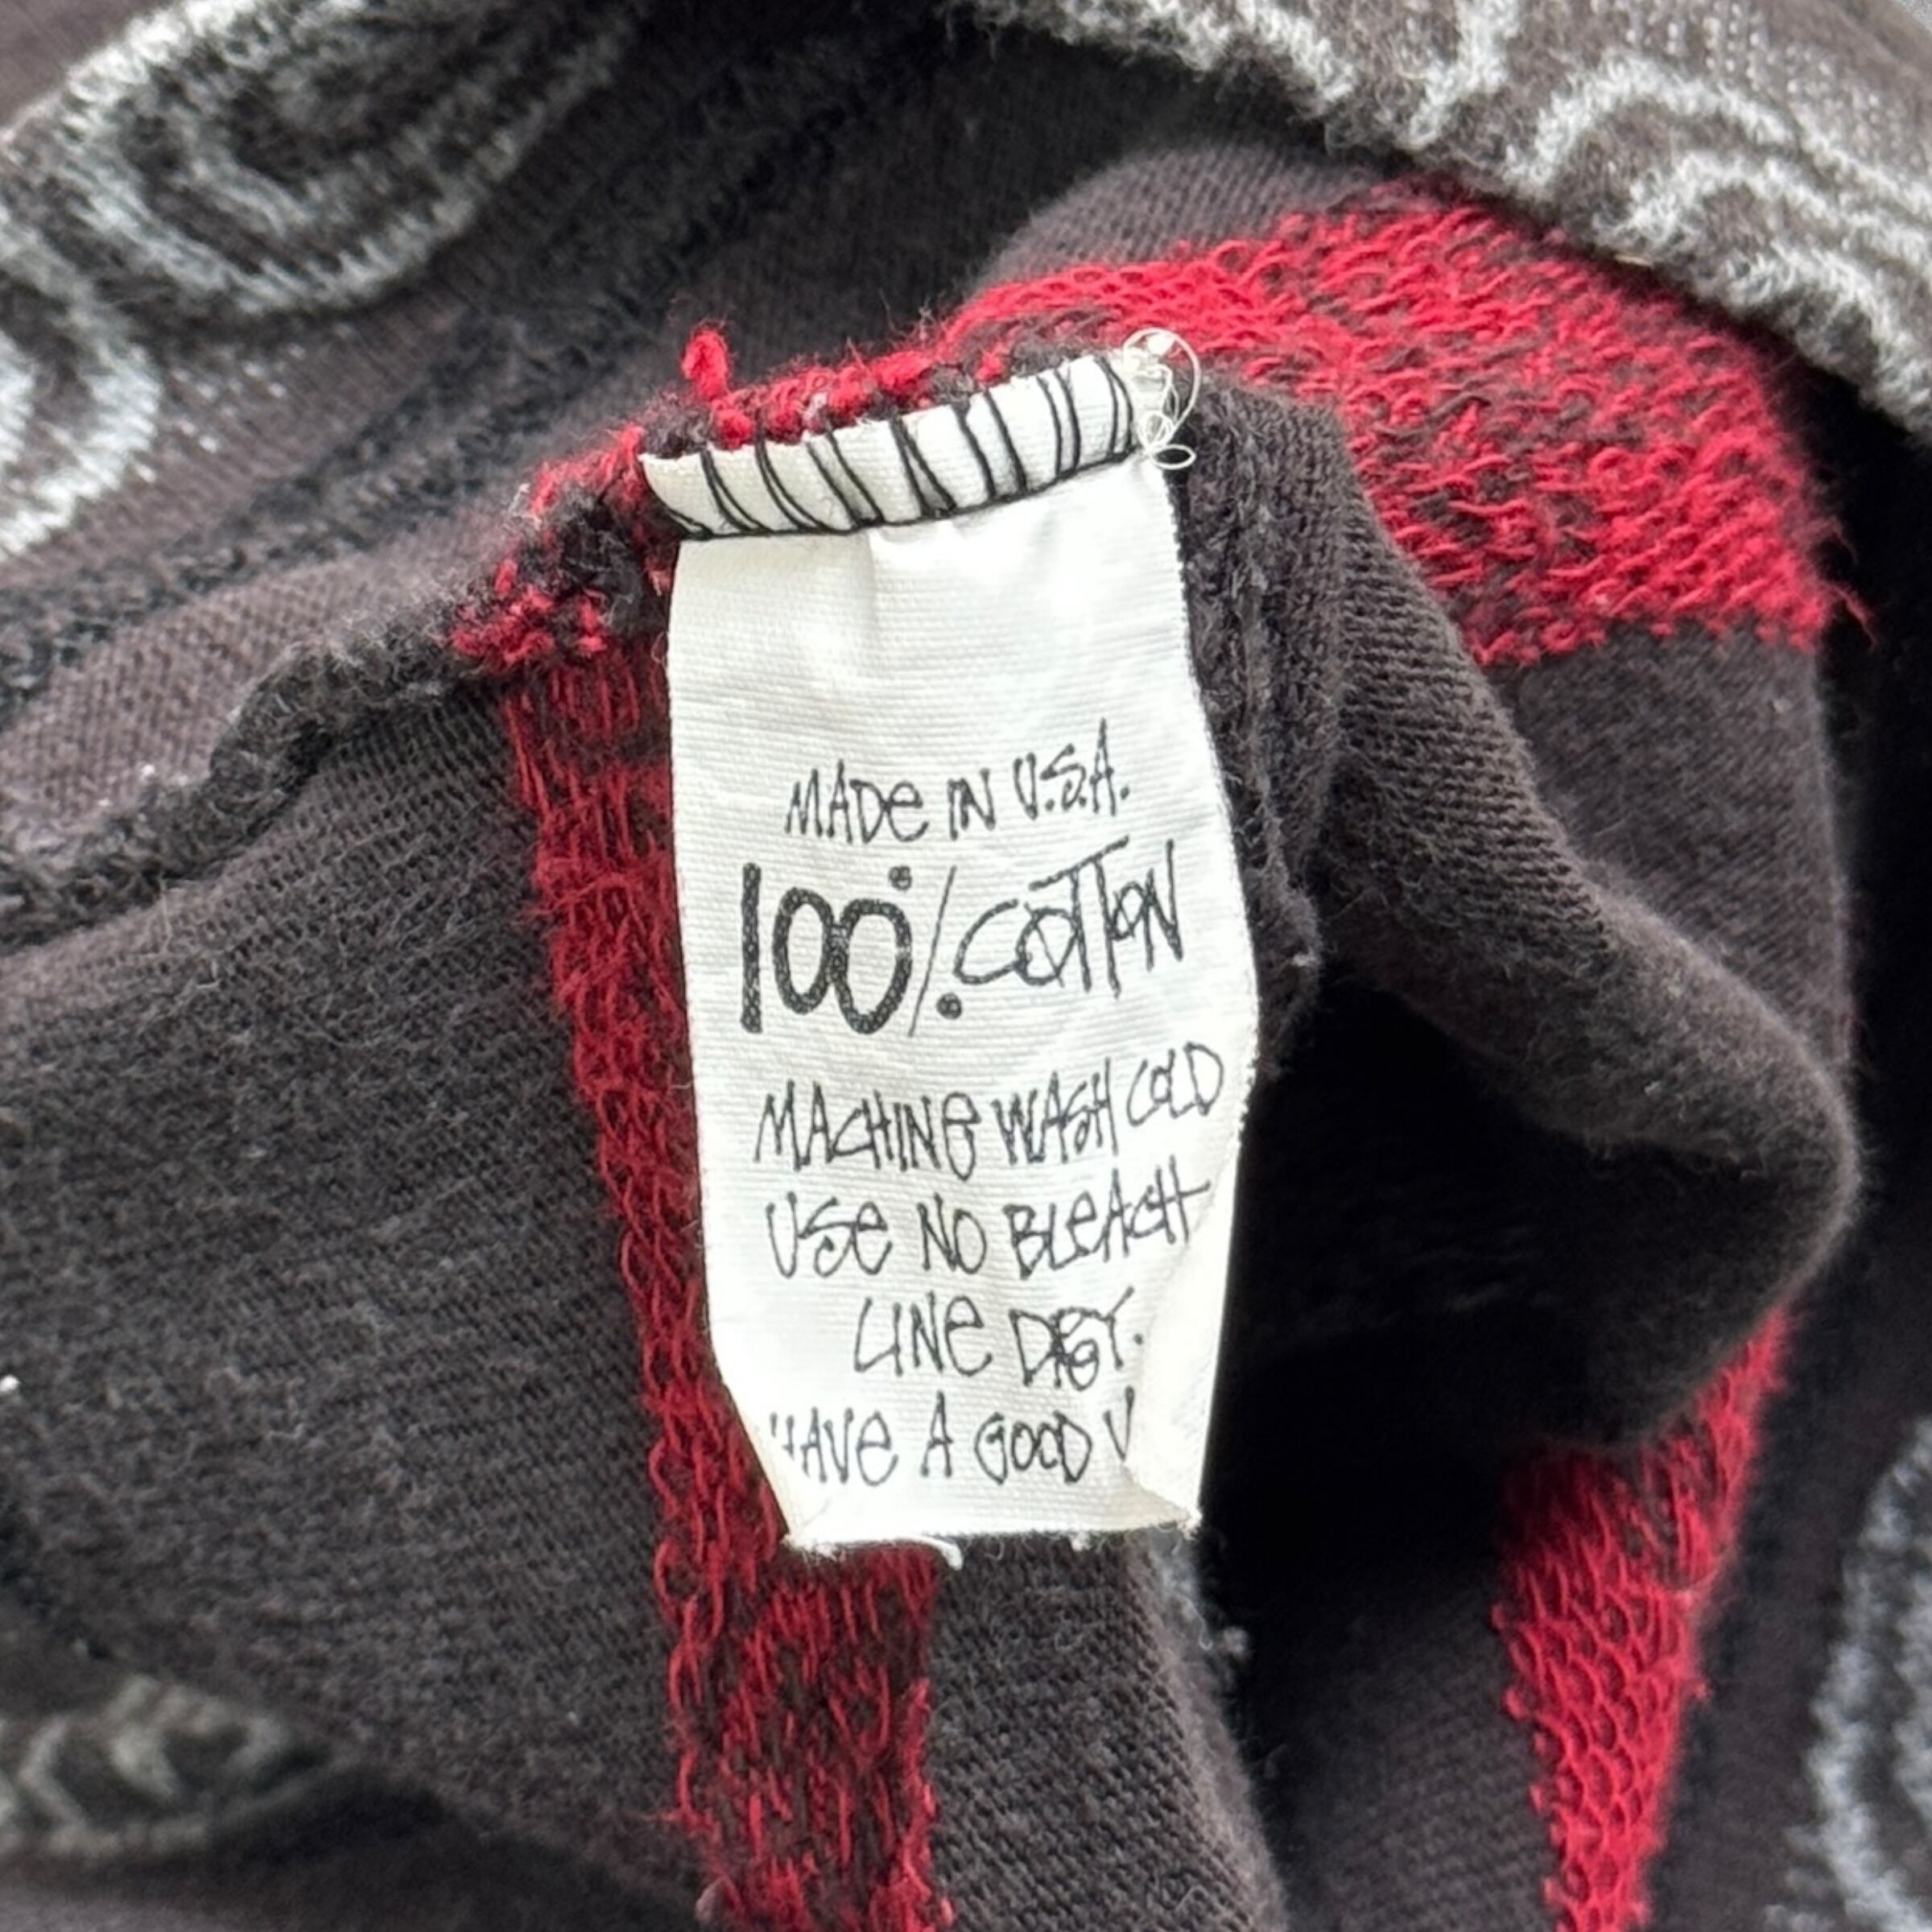 MADE IN U.S.A.
100% COTTON
MACHINE WASH COLD
USE NO BLEACH
LINE DRY.
HAVE A GOOD